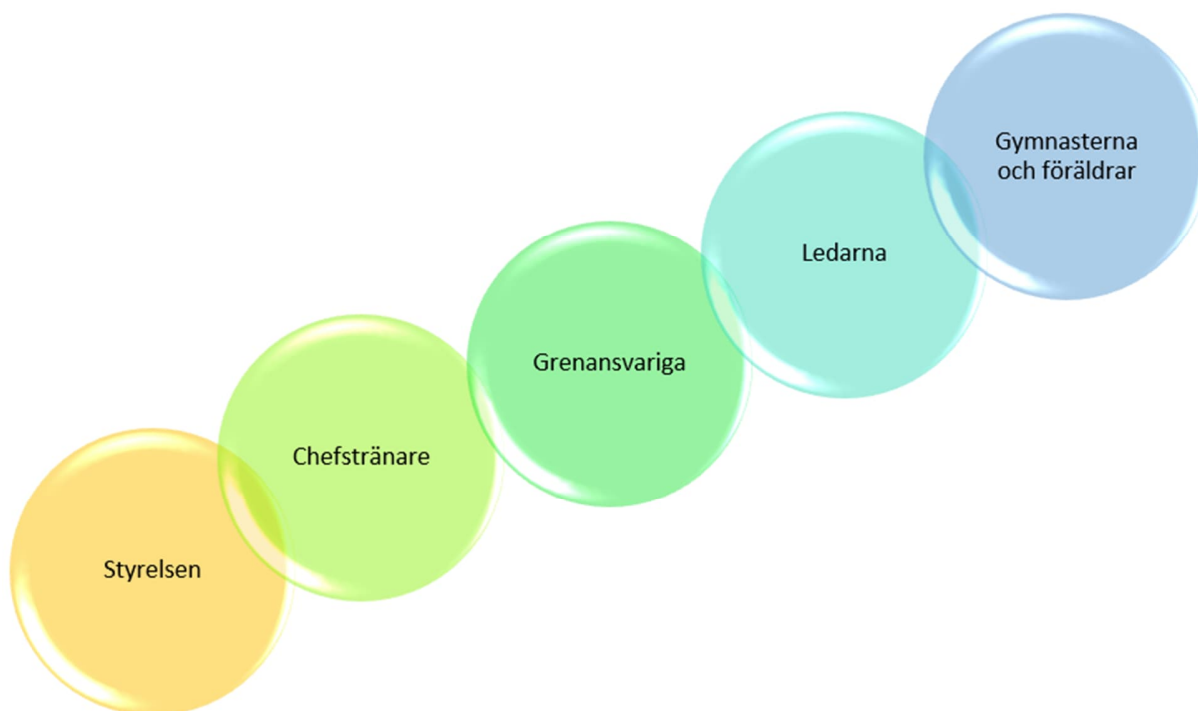 Gymnasterna
och föräldrar
Ledarna
Grenansvariga
Chefstränare
Styrelsen